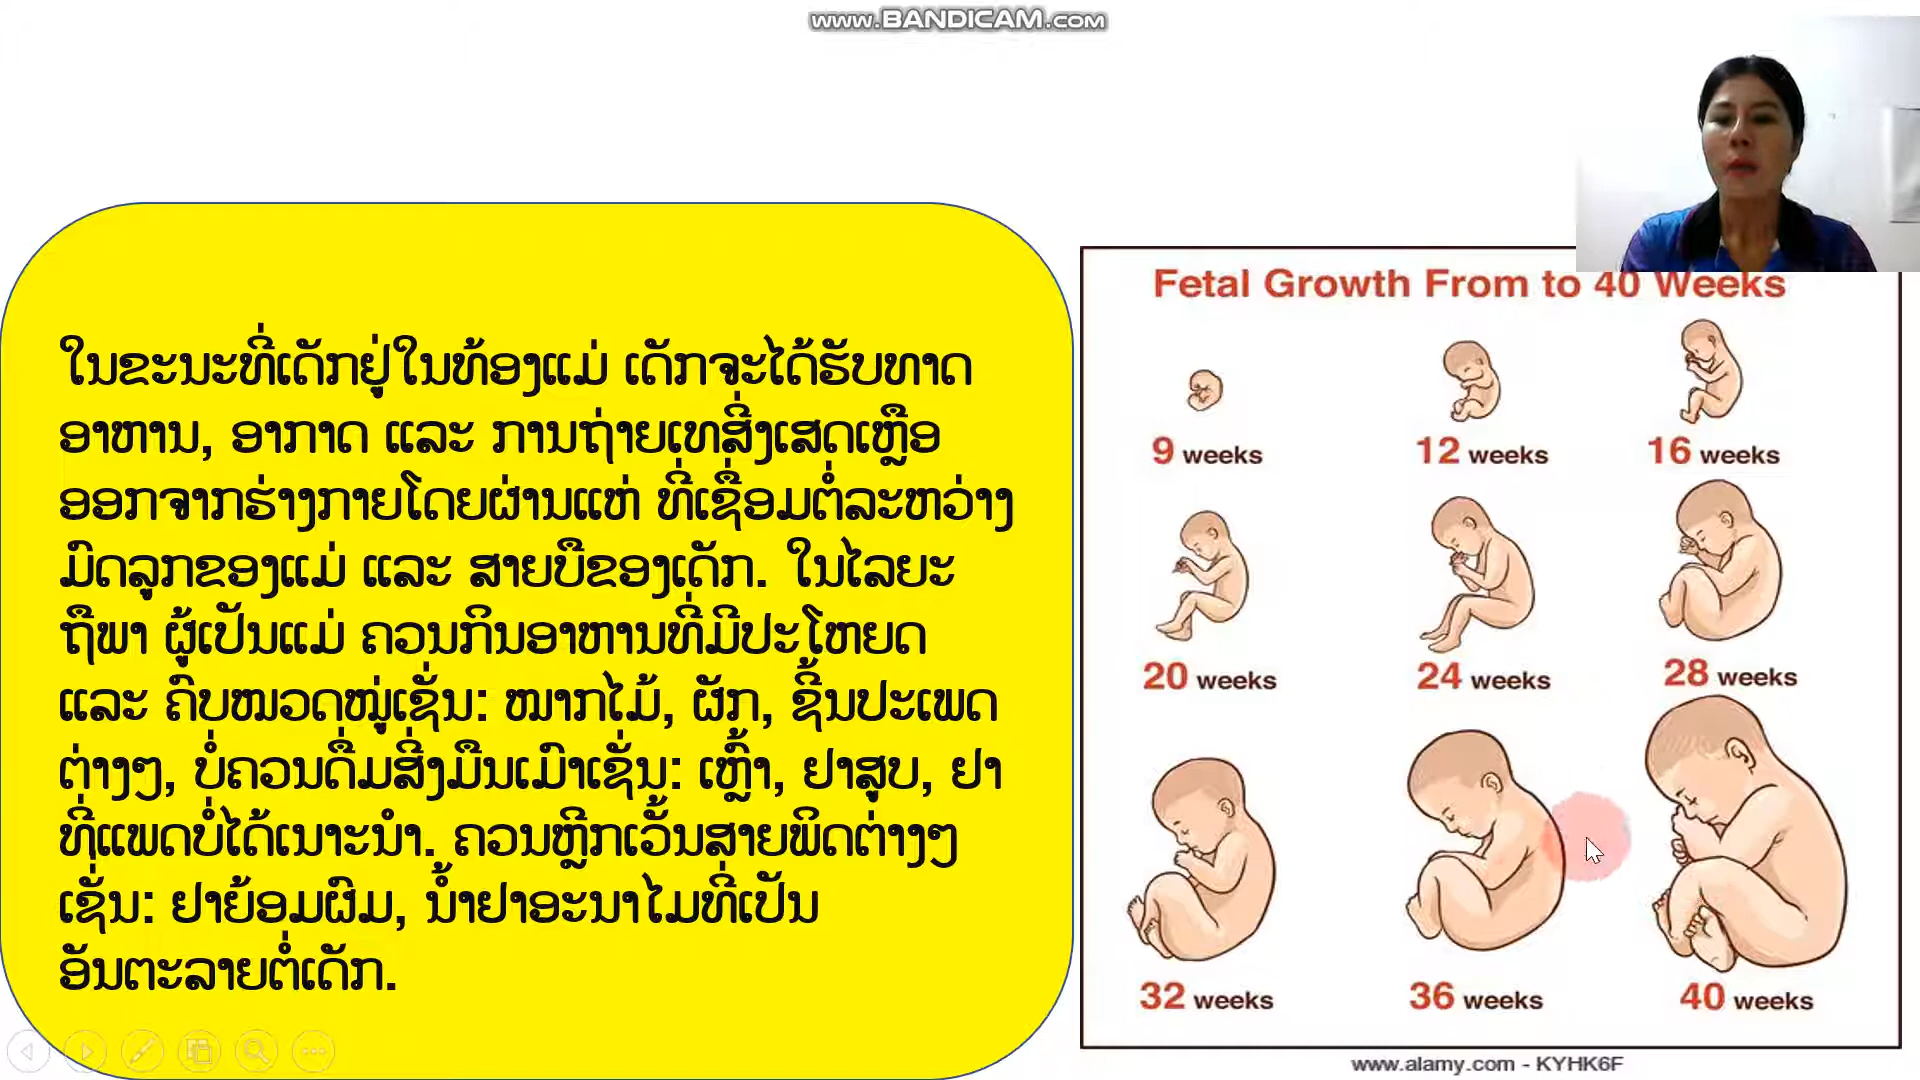 www.BANDICAM.com
ໃນຂະນະທີ່ເດັກຢູ່ໃນທ້ອງແມ່ ເດັກຈະໄດ້ຮັບທາດ
ອາຫານ, ອາກາດ ແລະ ການຖ່າຍເທສິ່ງເສດເຫຼືອ
ອອກຈາກຮ່າງກາຍໂດຍຜ່ານແຫ່ ທີ່ເຊື່ອມຕໍ່ລະຫວ່າງ
ມົດລູກຂອງແມ່ ແລະ ສາຍບືຂອງເດັກ. ໃນໄລຍະ
ຖືພາ ຜູ້ເປັນແມ່ ຄວນກິນອາຫານທີ່ມີປະໂຫຍດ
ແລະ ຄົບໝວດໝູ່ເຊັ່ນ: ໝາກໄມ້, ຜັກ, ຊີ້ນປະເພດ
ຕ່າງໆ, ບໍ່ຄວນດື່ມສິ່ງມຶນເມົາເຊັ່ນ: ເຫຼົ້າ, ຢາສູບ, ຢາ
ທີ່ແພດບໍ່ໄດ້ເນາະນຳ. ຄວນຫຼີກເວັ້ນສາຍພິດຕ່າງໆ
ເຊັ່ນ: ຢາຍ້ອມຜົມ, ນ້ຳຢາອະນາໄມທີ່ເປັນ
ອັນຕະລາຍຕໍ່ເດັກ.
Fetal Growth From to 40 Weeks
9 weeks
12 weeks
16 weeks
20 weeks
24 weeks
28 weeks
32 weeks
36 weeks
40 weeks
www.alamy.com - KYHK6F